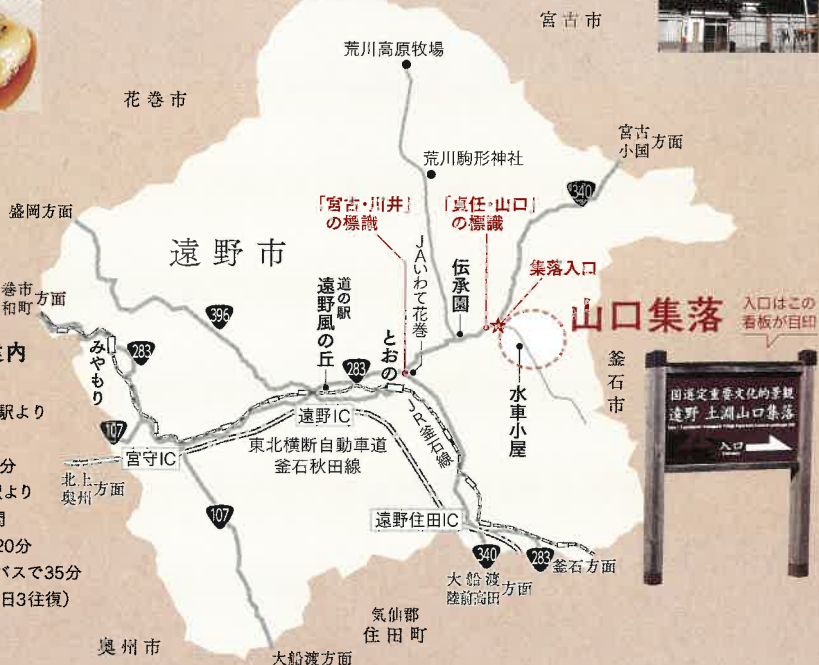 宮古市
荒川高原牧場
花巻市
荒川駒形神社
宮古
小国
方面
340
盛岡方面
「宮古・川井」
の標識
「貞任・山口」
の標識
遠野市
JAいわて花巻
伝承園
集落入口
巻市
和町
方面
道の駅
遠野風の丘
山口集落
入口はこの
看板が目印
396
283
みやもり
283
とおの
釜石市
内
駅より
遠野IC
JR釜石線
水車小屋
国選定重要文化的景観
遠野 土淵山口集落
入口
107
宮守IC
東北横断自動車道
釜石秋田線
分
北上
奥州
方面
より
107
遠野住田IC
20分
バスで35分
日3往復)
340
283
釜石方面
大船渡
陸前高田
方面
気仙郡
住田町
奥州市
大船渡方面